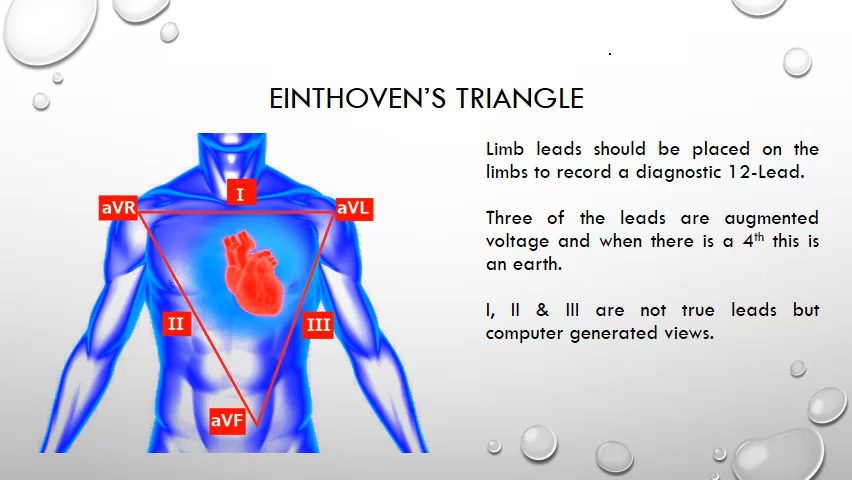 EINTHOVEN'S TRIANGLE
I
aVR
aVL
II
III
aVF
Limb leads should be placed on the
limbs to record a diagnostic 12-Lead.
Three of the leads are augmented
voltage and when there is a 4th this is
an earth.
I, II & III are not true leads but
computer generated views.